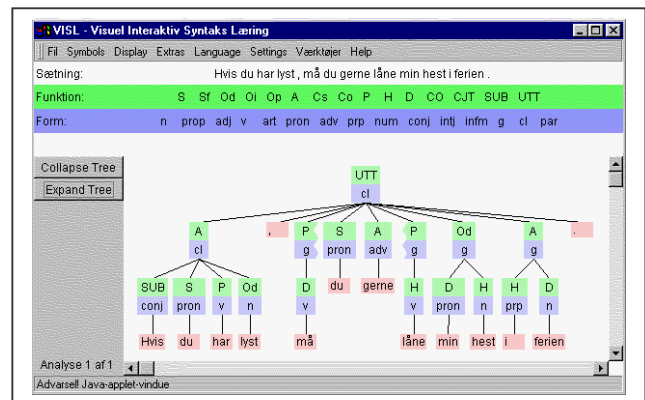 VISL - Visuel Interaktiv Syntaks Læring
Fil Symbols Display Extras Language Settings Værktøjer Help
Sætning: Hvis du har lyst , må du gerne låne min hest i ferien .
Funktion: S Sf Od Oi Op A Cs Co P H D CO CJT SUB UTT
Form: n prop adj v art pron adv prp num conj intj infm g cl par
Collapse Tree
Expand Tree
UTT
cl
A , P S A P Od A .
cl g pron adv g g g
SUB S P Od D du gerne H D H H D
conj pron v n v v pron n prp n
Hvis du har lyst må låne min hest i ferien
Analyse 1 af 1
Advarsel! Java-applet-vindue